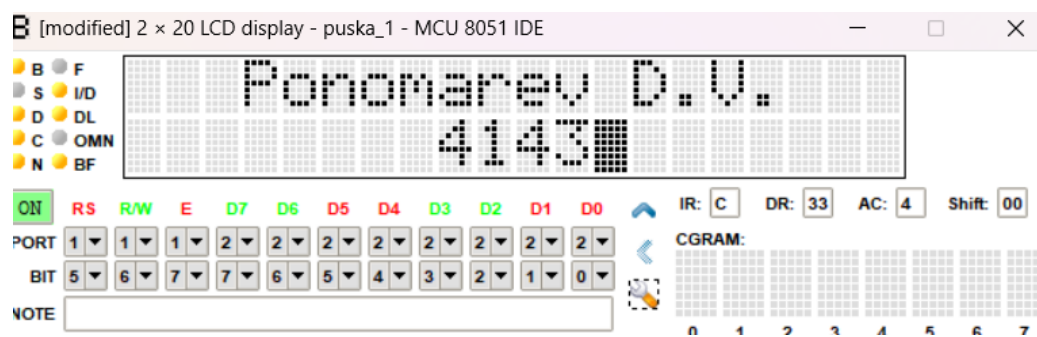 [modified] 2 × 20 LCD display - puska_1 - MCU 8051 IDE
B F
S I/D
D DL
C OMN
N BF
Ponomarev D.V.
4143
ON RS R/W E D7 D6 D5 D4 D3 D2 D1 D0
IR: C DR: 33 AC: 4 Shift: 00
PORT 1 1 1 2 2 2 2 2 2 2 2
CGRAM:
BIT 5 6 7 7 6 5 4 3 2 1 0
NOTE
0 1 2 3 4 5 6 7